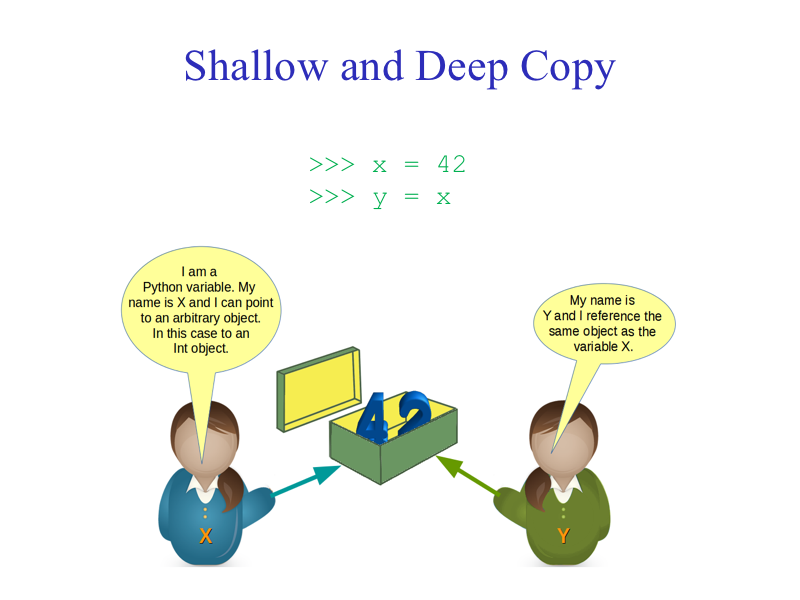 Shallow and Deep Copy
>>> x = 42
>>> y = x
I am a
Python variable. My
name is X and I can point
to an arbitrary object.
In this case to an
Int object.
My name is
Y and I reference the
same object as the
variable X.
42
X
Y